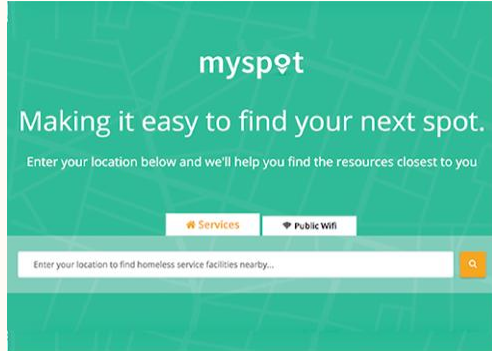 myspot
Making it easy to find your next spot.
Enter your location below and we'll help you find the resources closest to you
Services
Public Wifi
Enter your location to find homeless service facilities nearby...